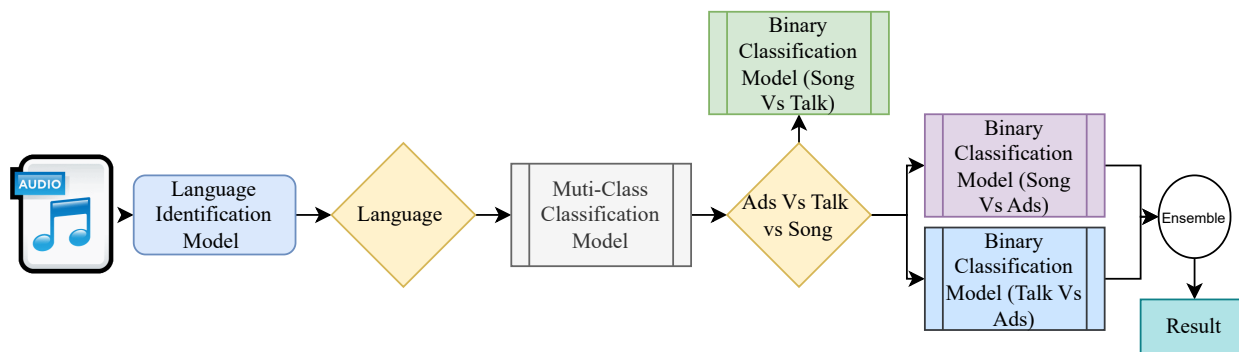 AUDIO
Language
Identification
Model
Language
Muti-Class
Classification
Model
Ads Vs Talk
vs Song
Binary
Classification
Model (Song
Vs Talk)
Binary
Classification
Model (Song
Vs Ads)
Binary
Classification
Model (Talk Vs
Ads)
Ensemble
Result